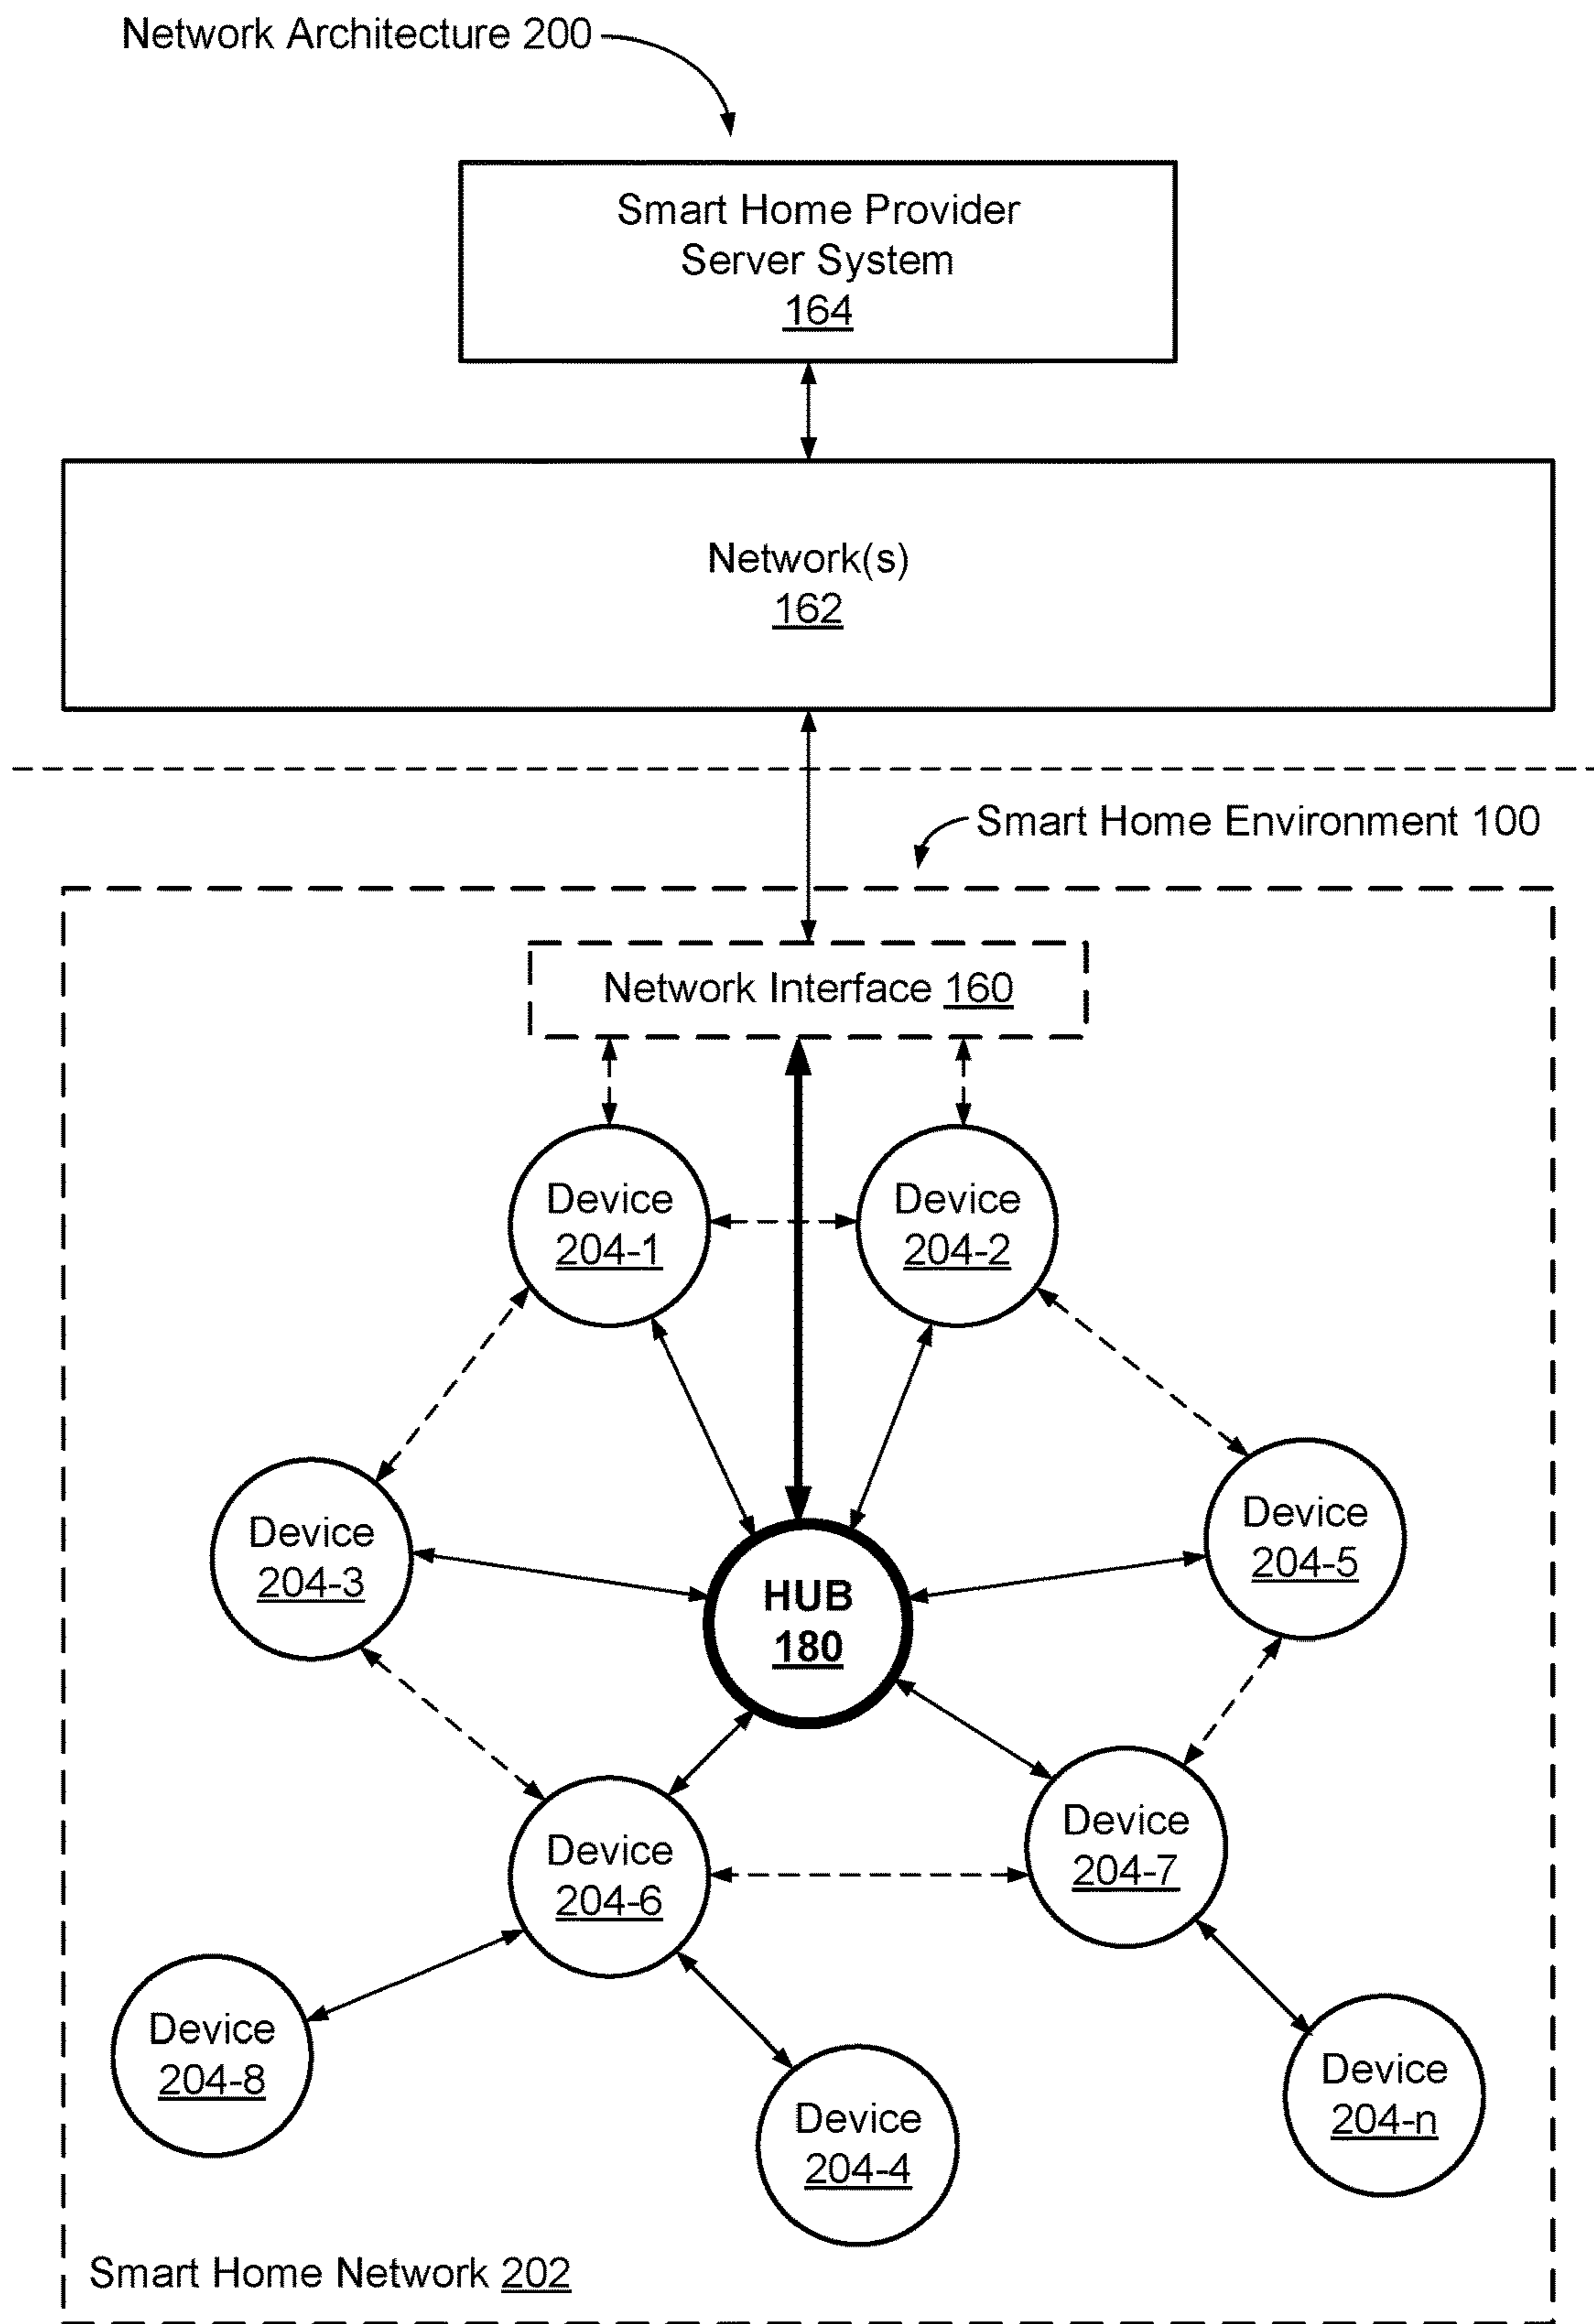 Network Architecture 200
Smart Home Provider
Server System
164
Network(s)
162
Smart Home Environment 100
Network Interface 160
Device
204-1
Device
204-2
Device
204-3
Device
204-5
HUB
180
Device
204-6
Device
204-7
Device
204-8
Device
204-4
Device
204-n
Smart Home Network 202